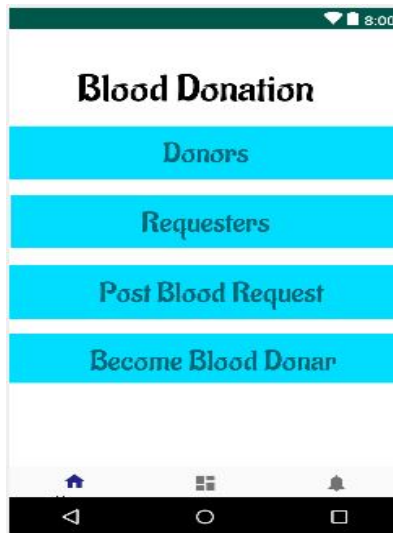 8:00
Blood Donation
Donors
Requesters
Post Blood Request
Become Blood Donar